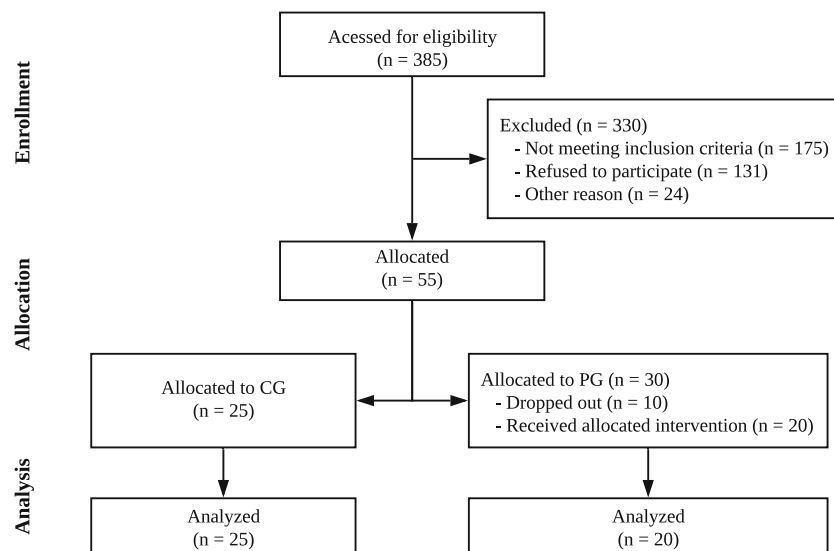 Enrollment
Acessed for eligibility
(n = 385)
Excluded (n = 330)
- Not meeting inclusion criteria (n = 175)
- Refused to participate (n = 131)
- Other reason (n = 24)
Allocation
Allocated
(n = 55)
Allocated to CG
(n = 25)
Allocated to PG (n = 30)
- Dropped out (n = 10)
- Received allocated intervention (n = 20)
Analysis
Analyzed
(n = 25)
Analyzed
(n = 20)